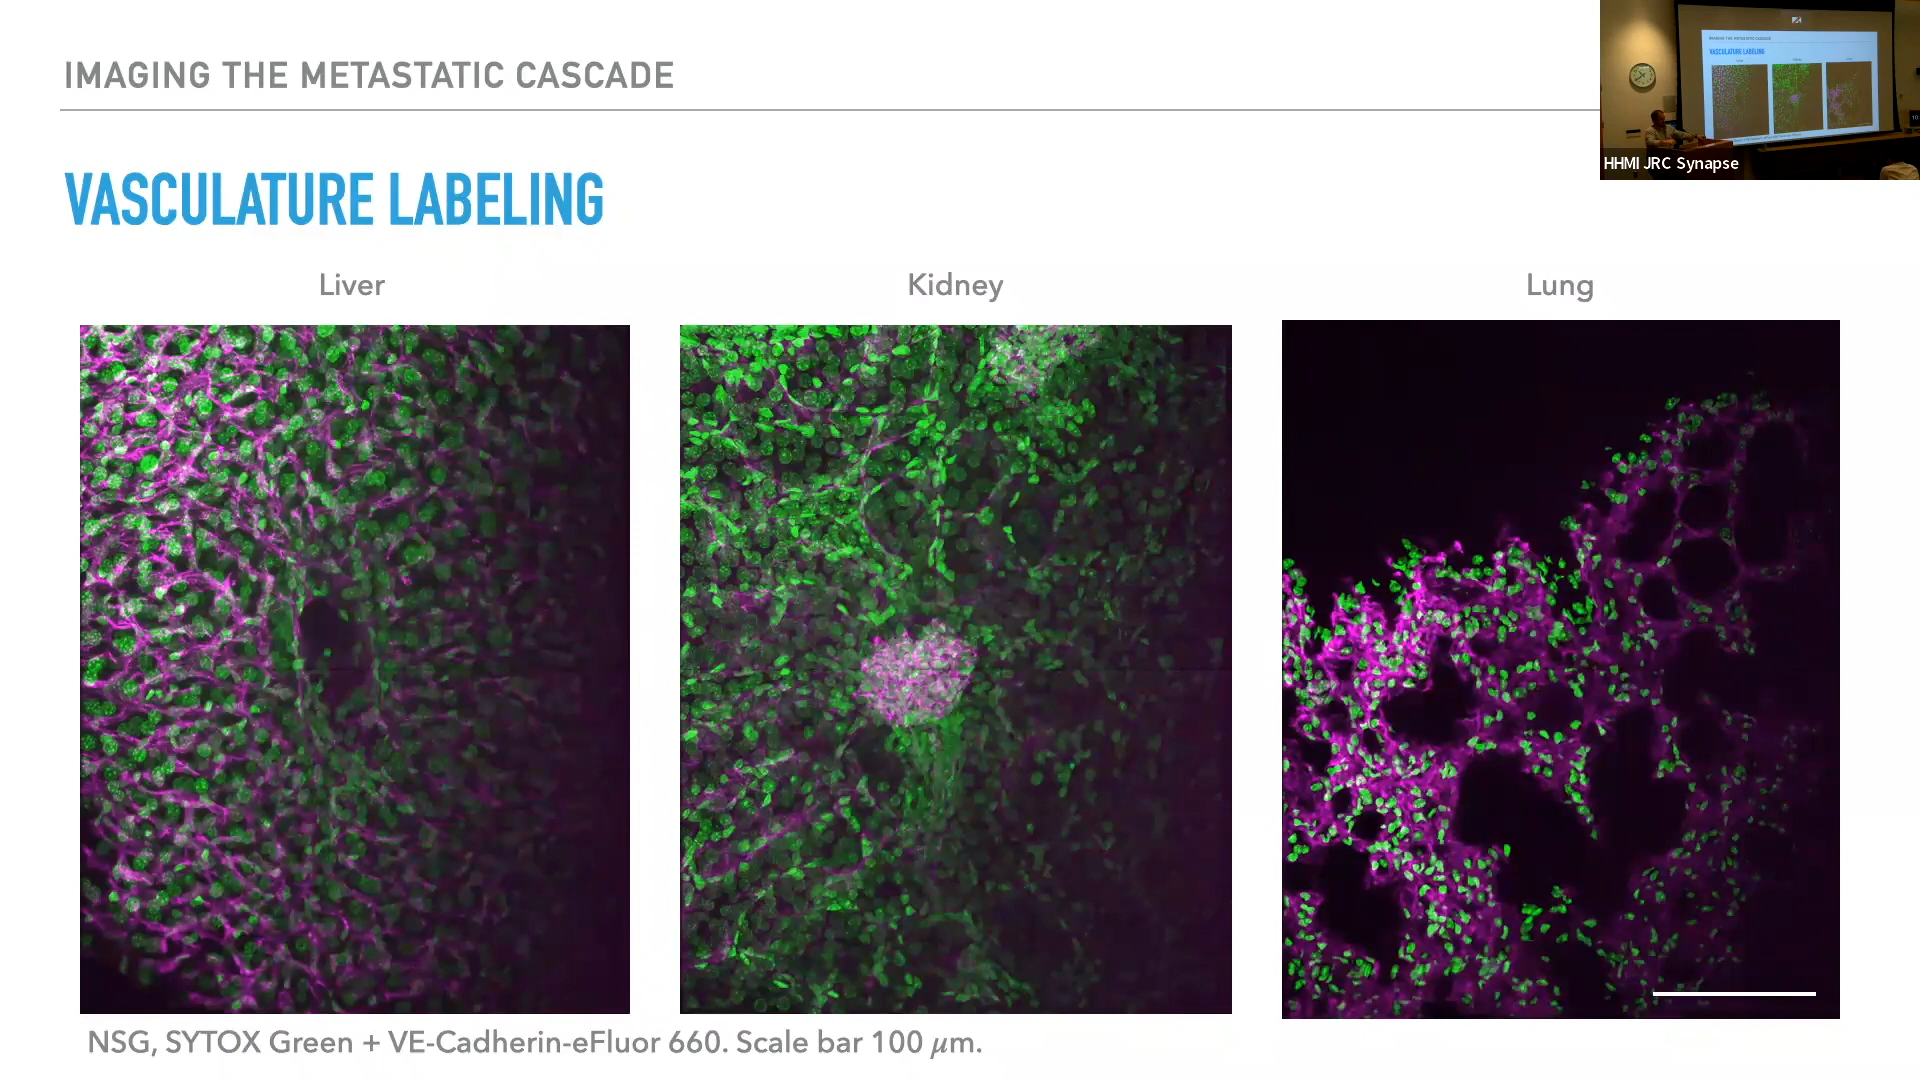 IMAGING THE METASTATIC CASCADE
HHMI JRC Synapse
VASCULATURE LABELING
Liver
Kidney
Lung
NSG, SYTOX Green + VE-Cadherin-eFluor 660. Scale bar 100 µm.